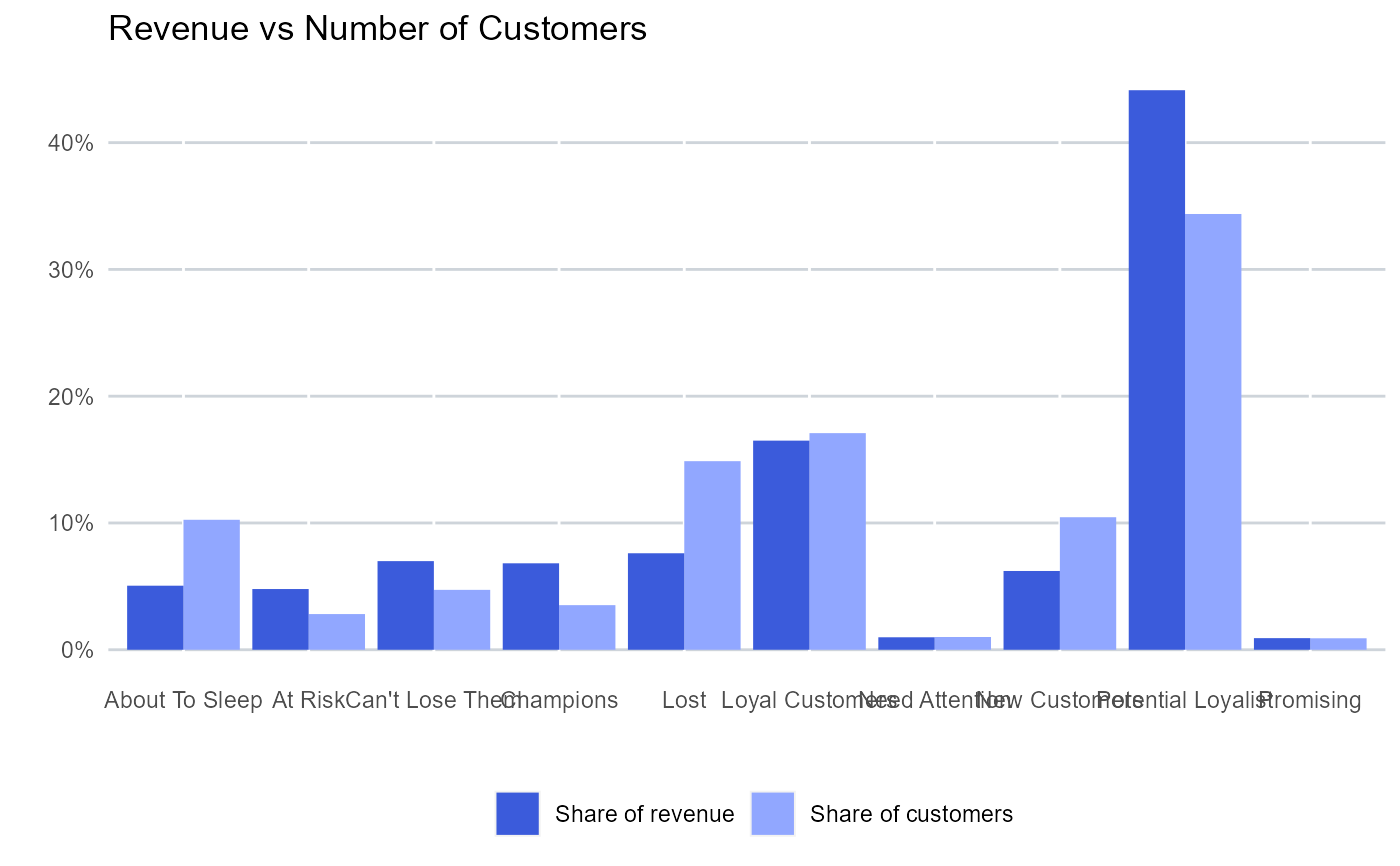 Revenue vs Number of Customers
40%
30%
20%
10%
0%
About To Sleep At Risk Can't Lose Them Champions Lost Loyal Customers Need Attention New Customers Potential Loyalist Promising
Share of revenue Share of customers